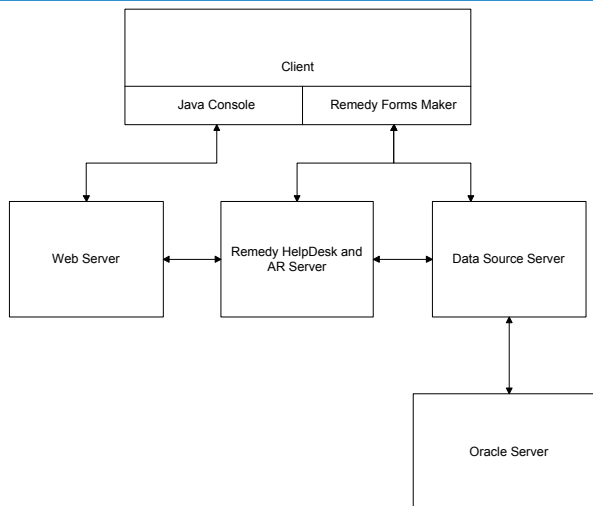 Client
Java Console
Remedy Forms Maker
Web Server
Remedy HelpDesk and
AR Server
Data Source Server
Oracle Server